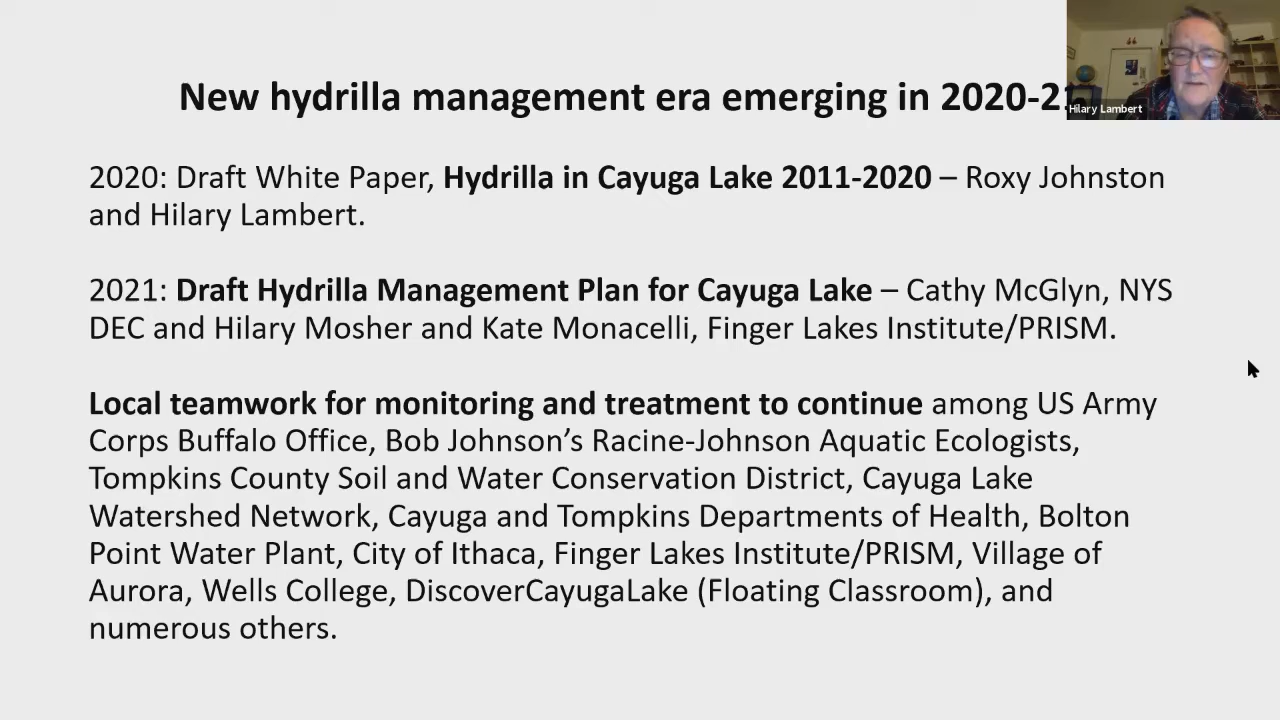 New hydrilla management era emerging in 2020-2
Hilary Lambert
2020: Draft White Paper, Hydrilla in Cayuga Lake 2011-2020 – Roxy Johnston
and Hilary Lambert.
2021: Draft Hydrilla Management Plan for Cayuga Lake – Cathy McGlyn, NYS
DEC and Hilary Mosher and Kate Monacelli, Finger Lakes Institute/PRISM.
Local teamwork for monitoring and treatment to continue among US Army
Corps Buffalo Office, Bob Johnson’s Racine-Johnson Aquatic Ecologists,
Tompkins County Soil and Water Conservation District, Cayuga Lake
Watershed Network, Cayuga and Tompkins Departments of Health, Bolton
Point Water Plant, City of Ithaca, Finger Lakes Institute/PRISM, Village of
Aurora, Wells College, DiscoverCayugaLake (Floating Classroom), and
numerous others.